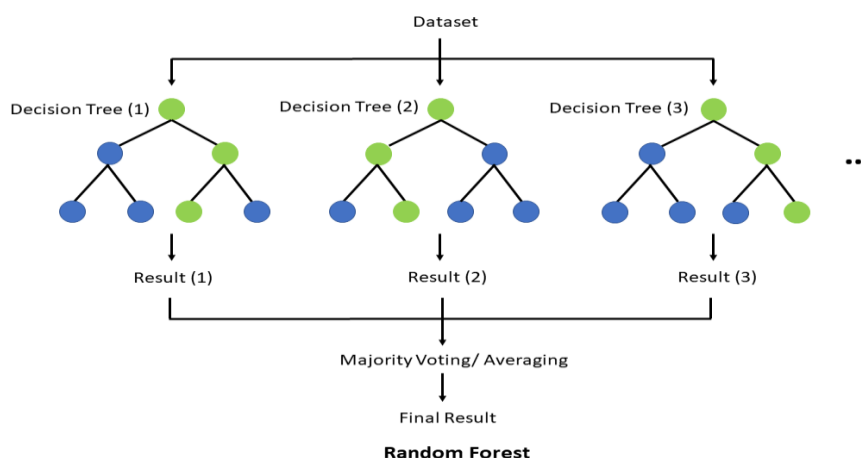 Dataset
Decision Tree (1)
Decision Tree (2)
Decision Tree (3)
..
Result (1)
Result (2)
Result (3)
Majority Voting/ Averaging
Final Result
Random Forest